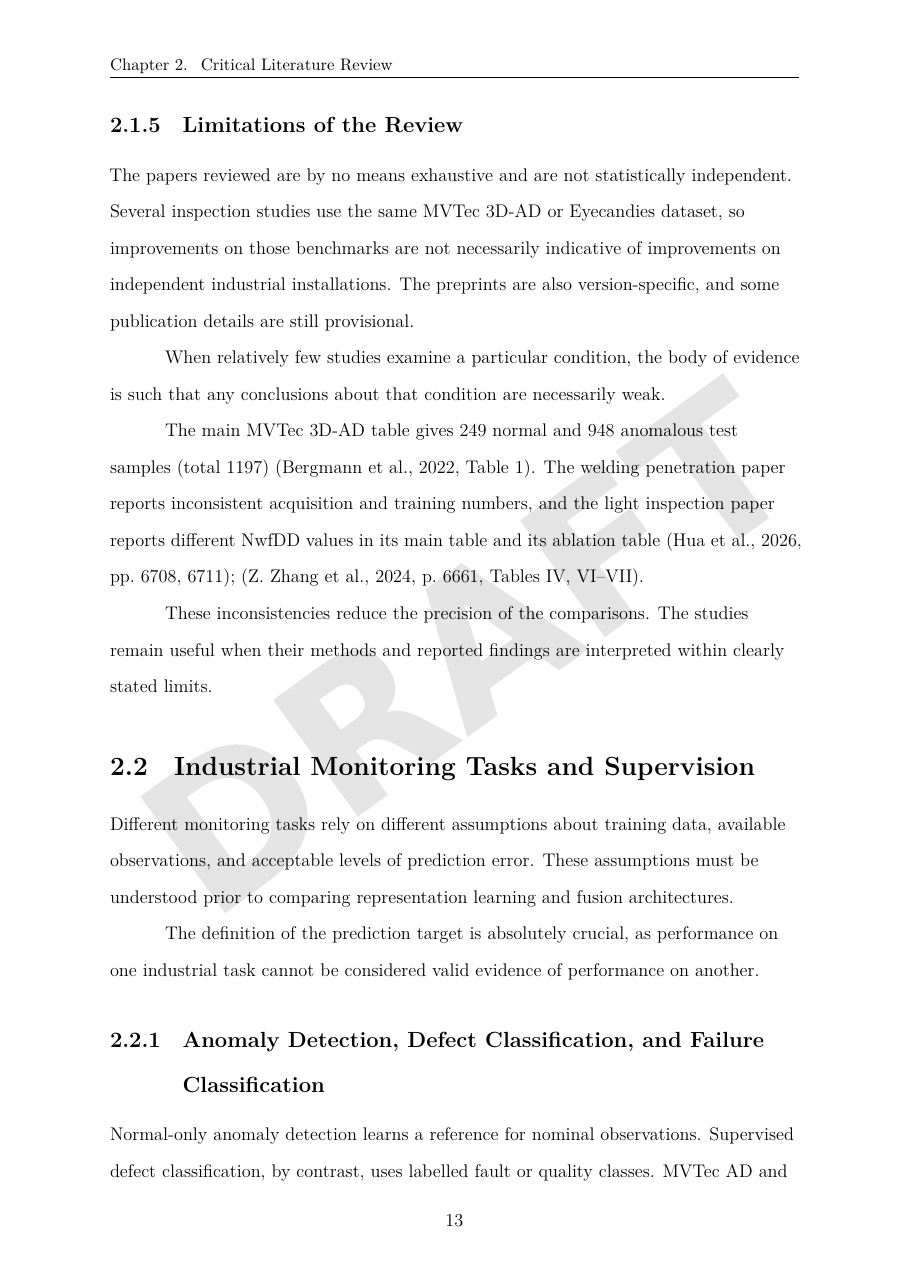 Chapter 2. Critical Literature Review
2.1.5 Limitations of the Review
The papers reviewed are by no means exhaustive and are not statistically independent.
Several inspection studies use the same MVTec 3D-AD or Eyecandies dataset, so
improvements on those benchmarks are not necessarily indicative of improvements on
independent industrial installations. The preprints are also version-specific, and some
publication details are still provisional.
When relatively few studies examine a particular condition, the body of evidence
is such that any conclusions about that condition are necessarily weak.
The main MVTec 3D-AD table gives 249 normal and 948 anomalous test
samples (total 1197) (Bergmann et al., 2022, Table 1). The welding penetration paper
reports inconsistent acquisition and training numbers, and the light inspection paper
reports different NwfDD values in its main table and its ablation table (Hua et al., 2026,
pp. 6708, 6711); (Z. Zhang et al., 2024, p. 6661, Tables IV, VI–VII).
These inconsistencies reduce the precision of the comparisons. The studies
remain useful when their methods and reported findings are interpreted within clearly
stated limits.
DRAFT
2.2 Industrial Monitoring Tasks and Supervision
Different monitoring tasks rely on different assumptions about training data, available
observations, and acceptable levels of prediction error. These assumptions must be
understood prior to comparing representation learning and fusion architectures.
The definition of the prediction target is absolutely crucial, as performance on
one industrial task cannot be considered valid evidence of performance on another.
2.2.1 Anomaly Detection, Defect Classification, and Failure
Classification
Normal-only anomaly detection learns a reference for nominal observations. Supervised
defect classification, by contrast, uses labelled fault or quality classes. MVTec AD and
13